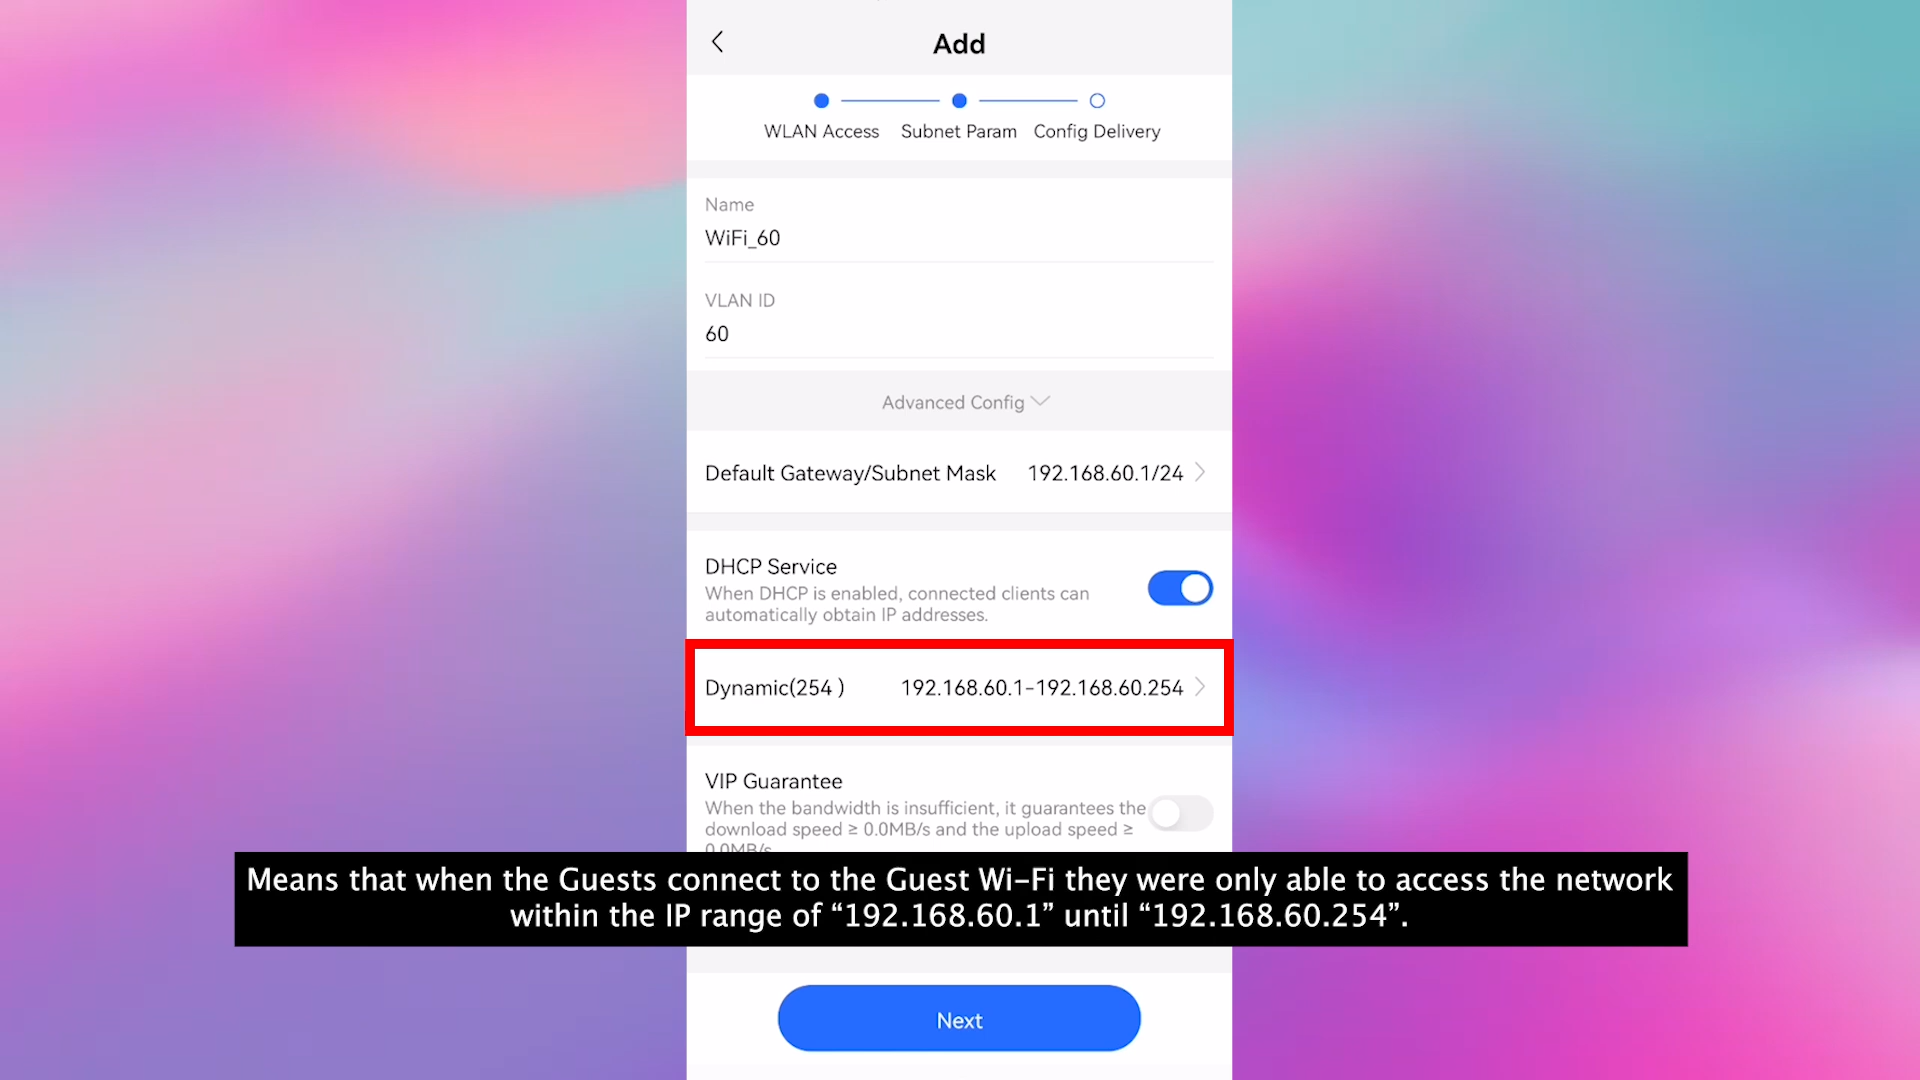 Add
WLAN Access Subnet Param Config Delivery
Name
WiFi_60
VLAN ID
60
Advanced Config
Default Gateway/Subnet Mask 192.168.60.1/24
DHCP Service
When DHCP is enabled, connected clients can
automatically obtain IP addresses.
Dynamic(254 ) 192.168.60.1-192.168.60.254
VIP Guarantee
When the bandwidth is insufficient, it guarantees the
download speed ≥ 0.0MB/s and the upload speed ≥
0.0MB/s
Means that when the Guests connect to the Guest Wi-Fi they were only able to access the network
within the IP range of “192.168.60.1” until “192.168.60.254”.
Next